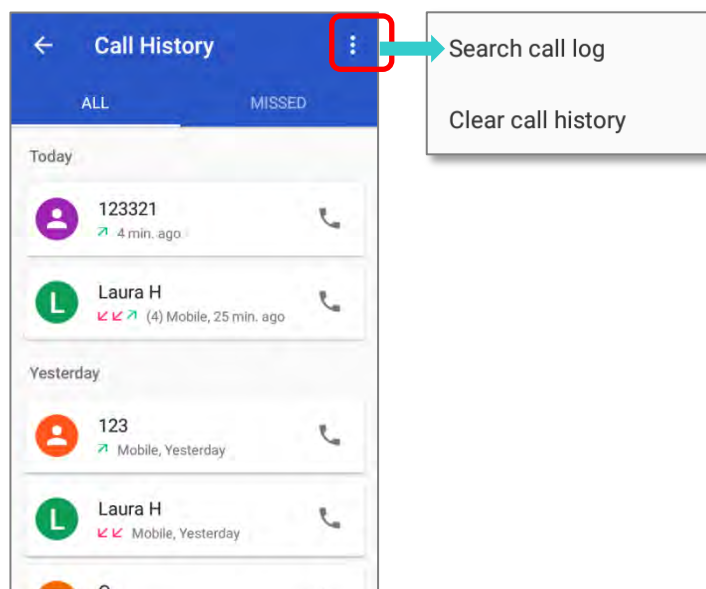 Call History
ALL MISSED
Today
123321
4 min. ago
L
Laura H
(4) Mobile, 25 min. ago
Yesterday
123
Mobile, Yesterday
L
Laura H
Mobile, Yesterday
Search call log
Clear call history